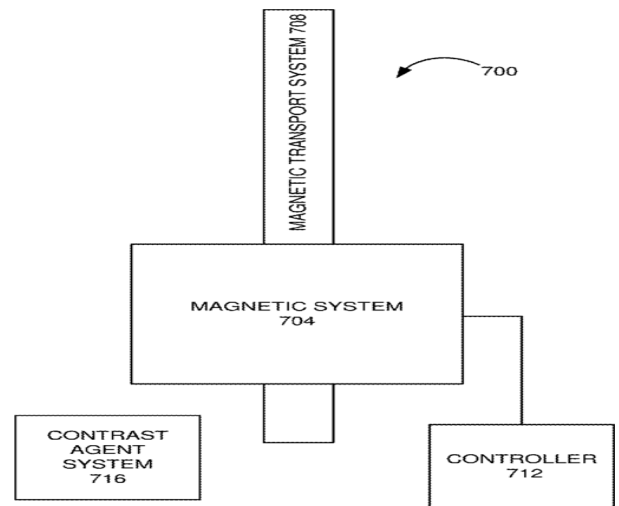 MAGNETIC TRANSPORT SYSTEM 708
700
MAGNETIC SYSTEM
704
CONTRAST
AGENT
SYSTEM
716
CONTROLLER
712